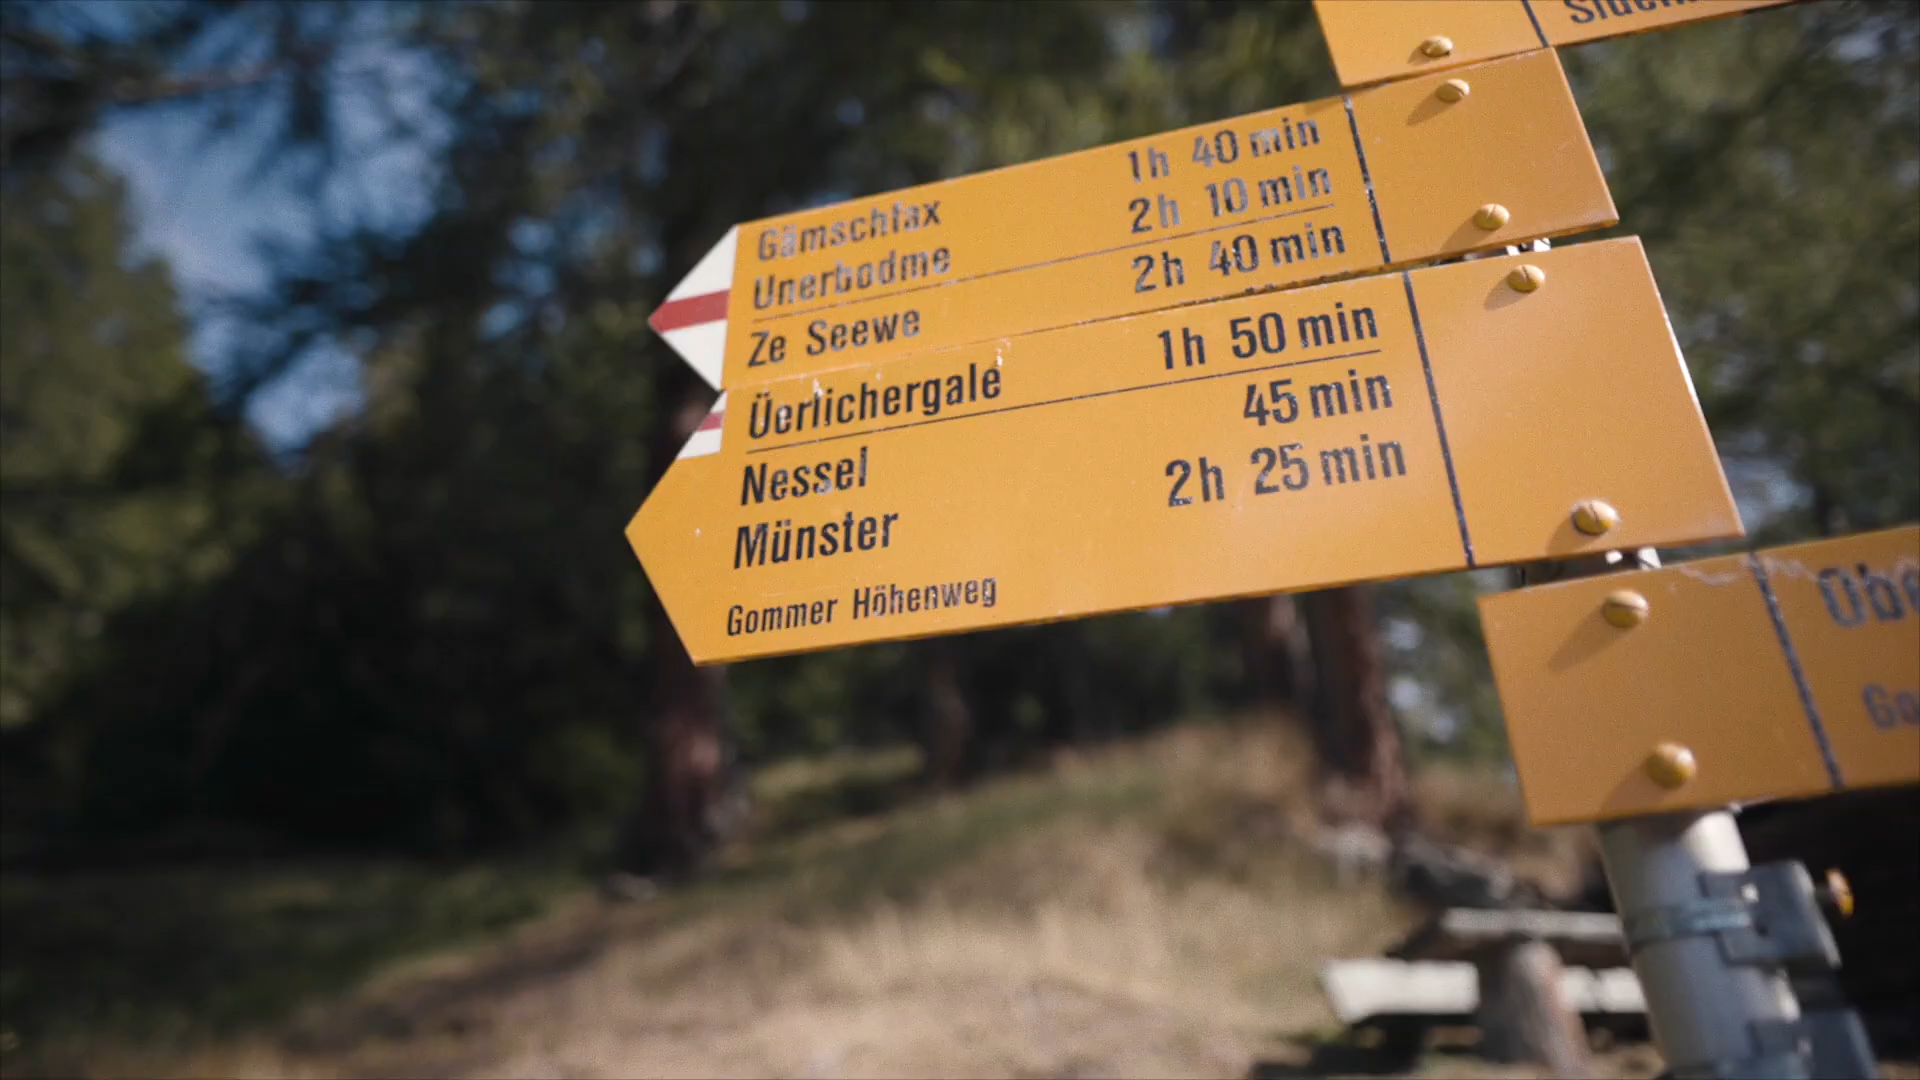 Gämschfax 1h 40 min
Unerbodme 2h 10 min
Ze Seewe 2h 40 min
Üerlichergale 1h 50 min
Nessel 45 min
Münster 2h 25 min
Gommer Höhenweg